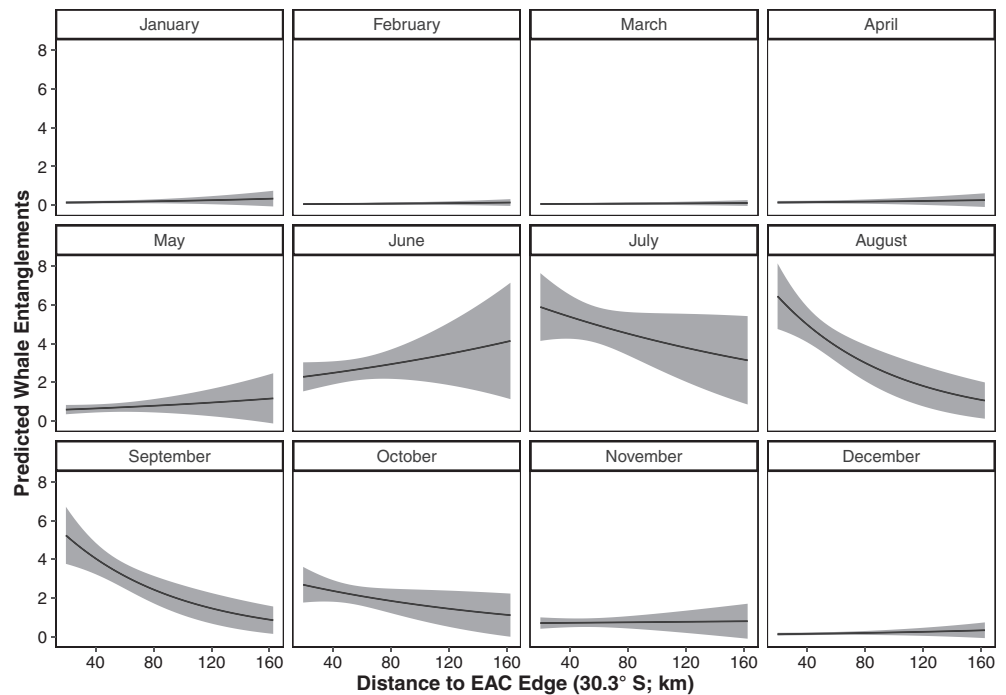 January
February
March
April
8
6
4
2
0
May
June
July
August
8
6
4
2
0
September
October
November
December
8
6
4
2
0
40 80 120 160
40 80 120 160
40 80 120 160
40 80 120 160
Predicted Whale Entanglements
Distance to EAC Edge (30.3° S; km)